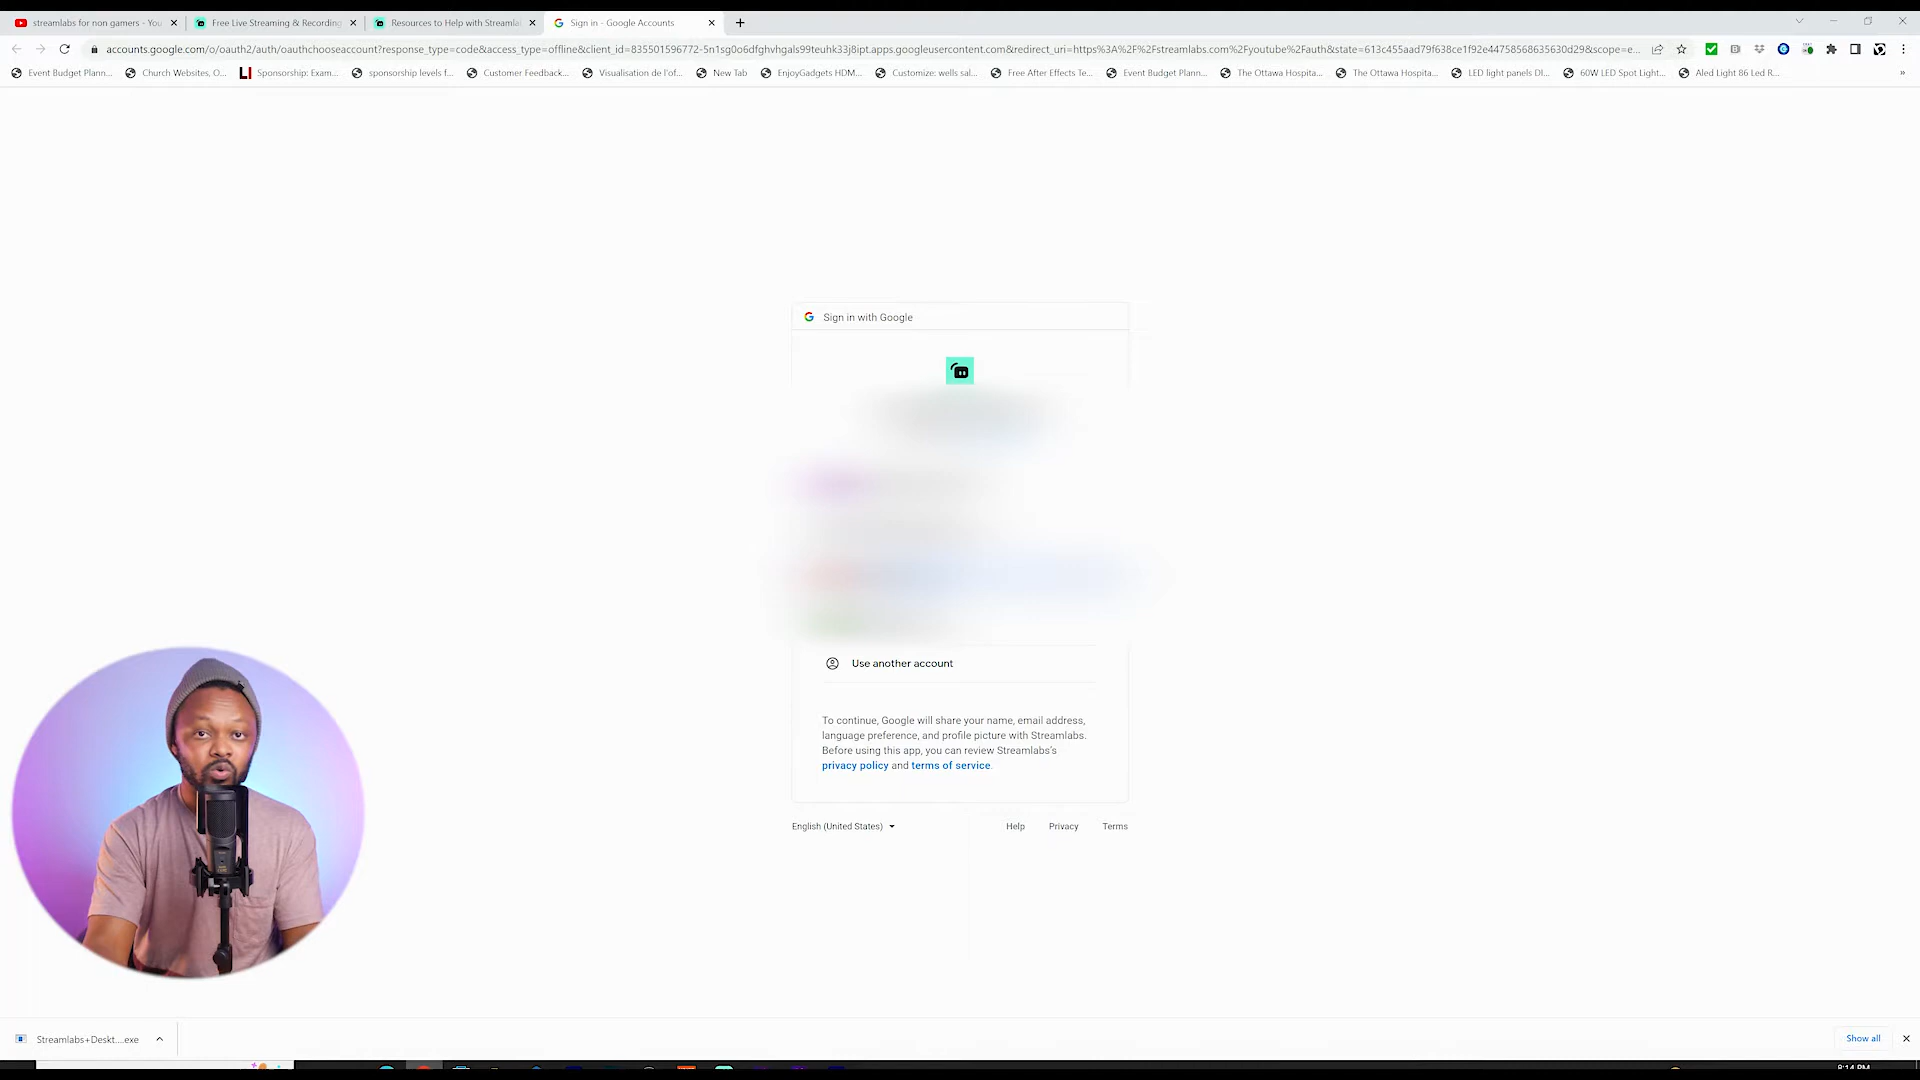 streamlabs for non gamers - You
Free Live Streaming & Recording
Resources to Help with Streamla
Sign in - Google Accounts
accounts.google.com/o/oauth2/auth/oauthchooseaccount?response_type=code&access_type=offline&client_id=835501596772-5n1sg0o6dfghvhgals99teuhk33j8ipt.apps.googleusercontent.com&redirect_uri=https%3A%2F%2Fstreamlabs.com%2Fyoutube%2Fauth&state=613c455aad79f638ce1f92e44758568635630d29&scope=e...
Event Budget Plann...
Church Websites, O...
Sponsorship: Exam...
sponsorship levels f...
Customer Feedback...
Visualisation de l'of...
New Tab
EnjoyGadgets HDM...
Customize: wells sal...
Free After Effects Te...
Event Budget Plann...
The Ottawa Hospita...
The Ottawa Hospita...
LED light panels DI...
60W LED Spot Light...
Aled Light 86 Led R...
»
Sign in with Google
Use another account
To continue, Google will share your name, email address,
language preference, and profile picture with Streamlabs.
Before using this app, you can review Streamlabs's
privacy policy and terms of service.
English (United States)
Help
Privacy
Terms
Streamlabs+Deskt....exe
Show all
8:14 PM